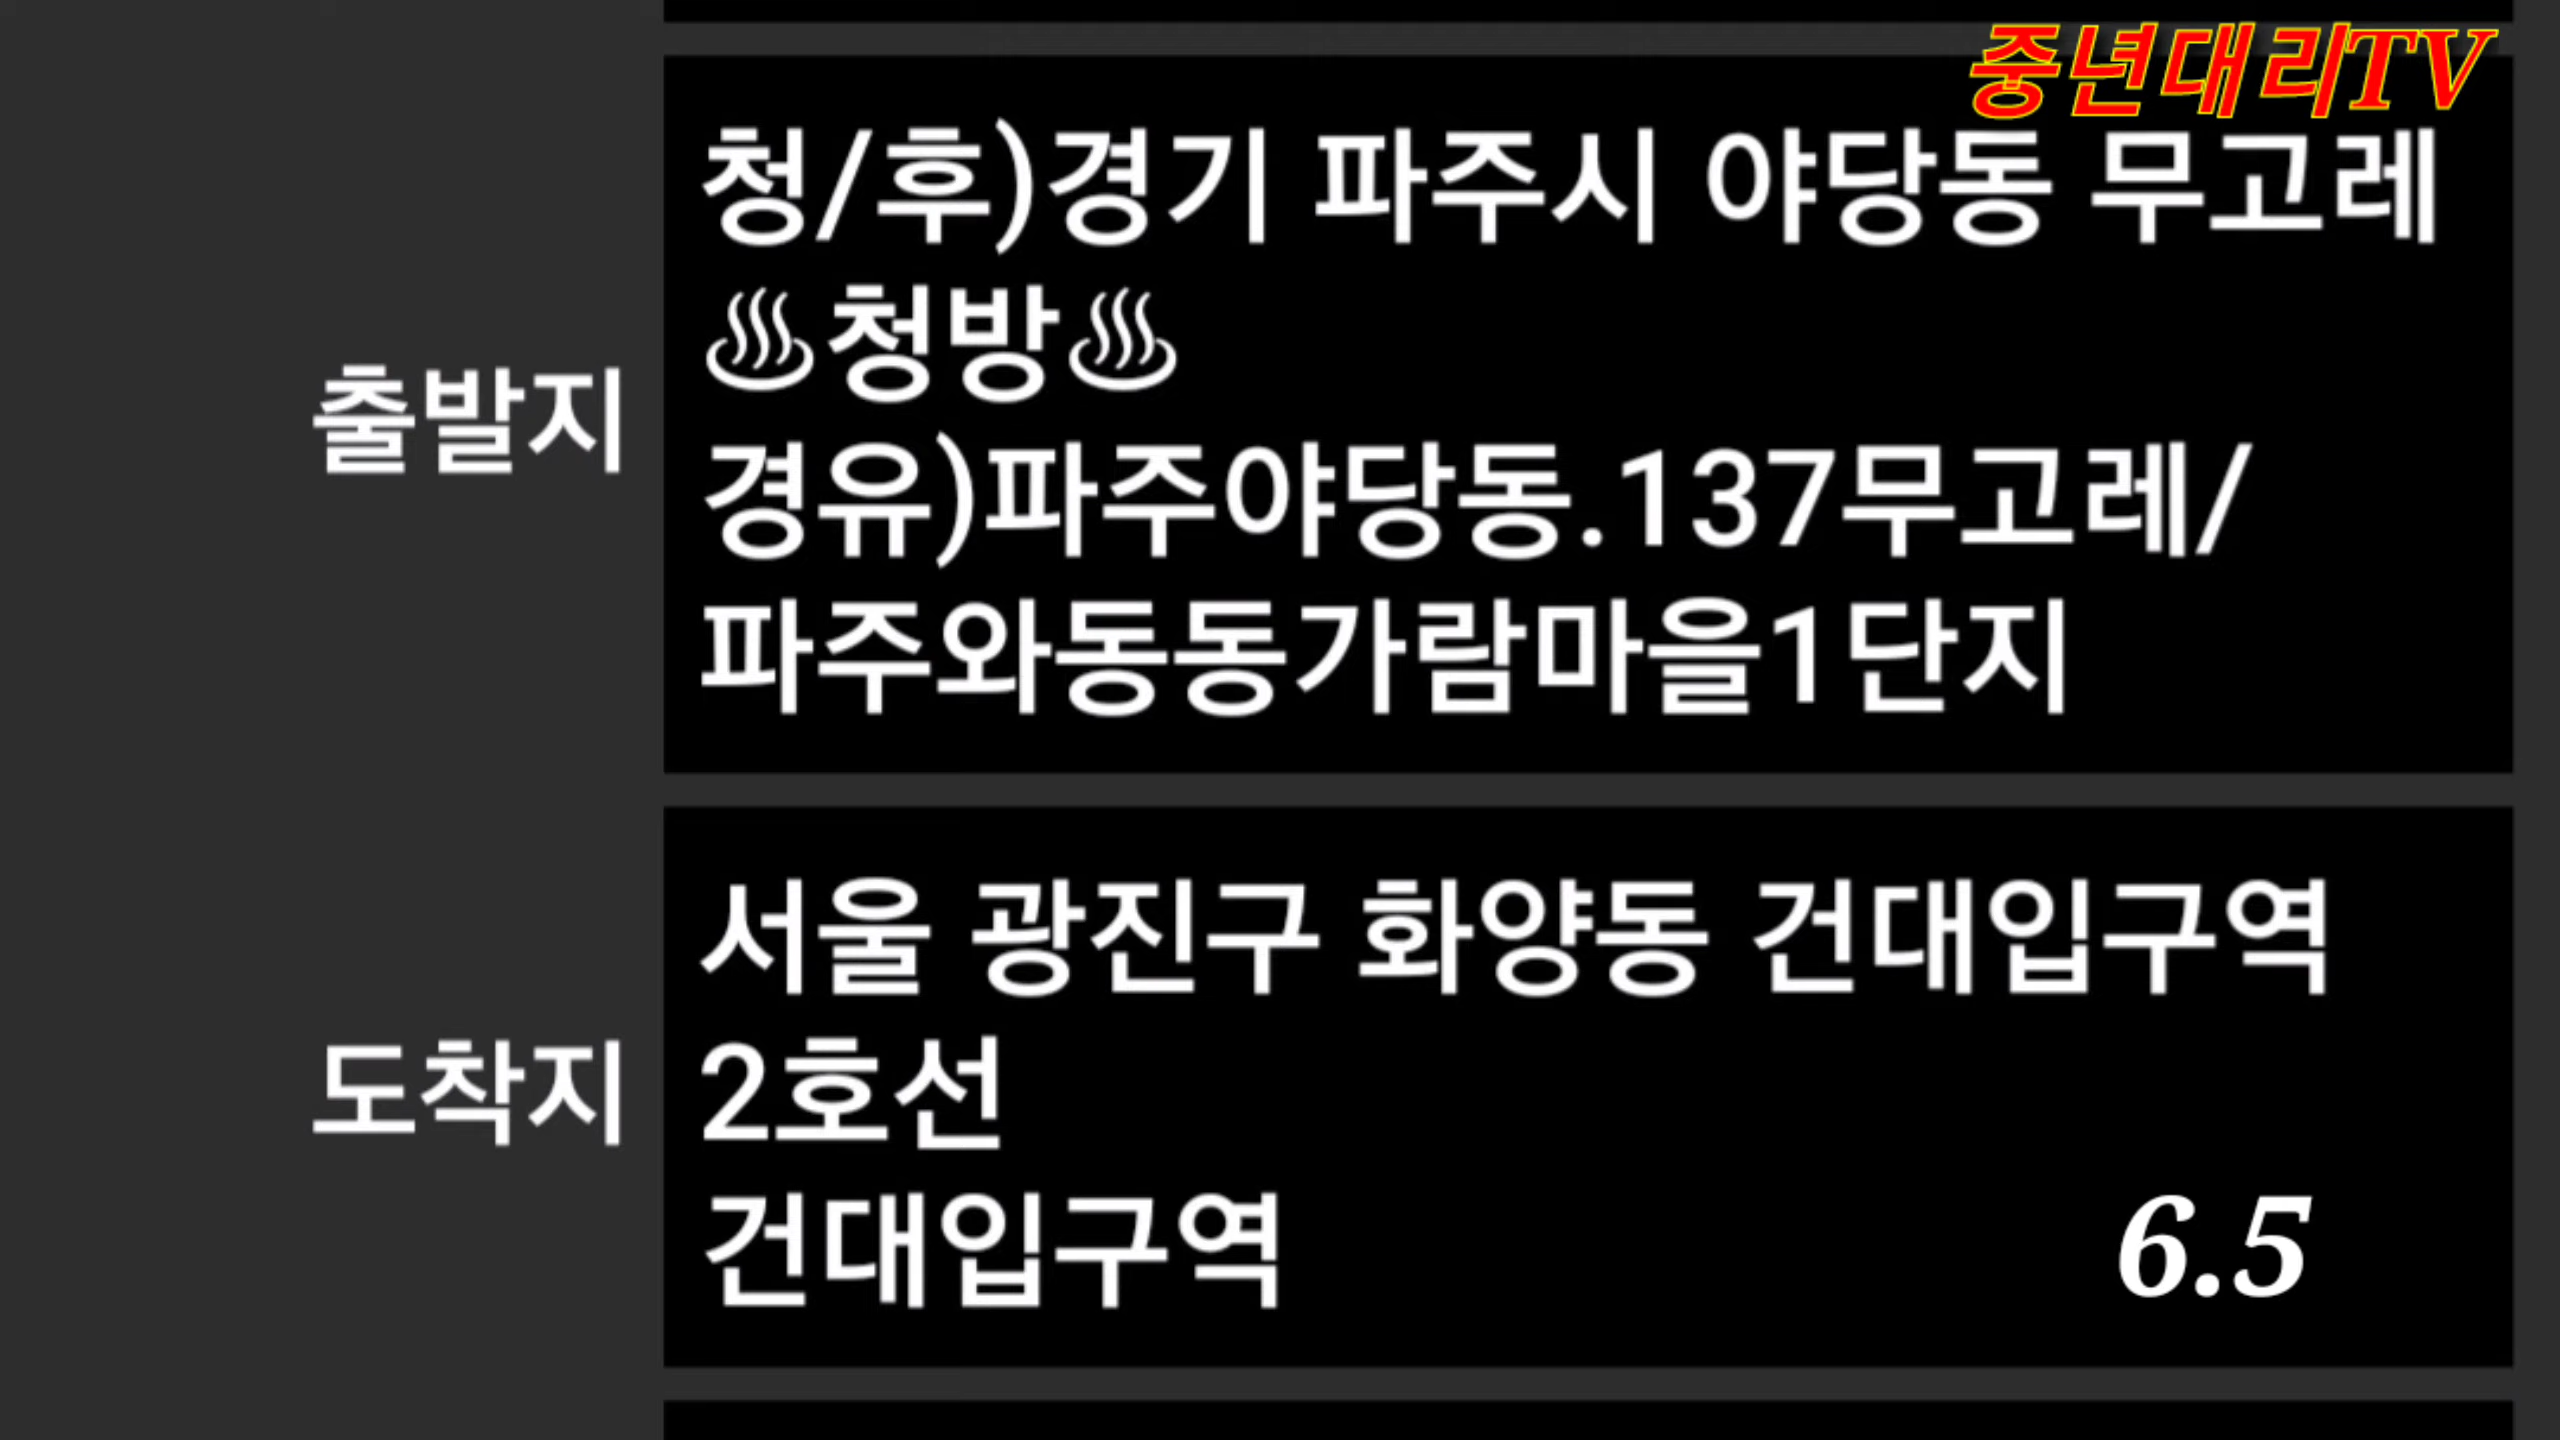 중년대리TV
출발지
청/후)경기 파주시 야당동 무고레
♨청방♨
경유)파주야당동.137무고레/
파주와동동가람마을1단지
도착지
서울 광진구 화양동 건대입구역
2호선
건대입구역
6.5